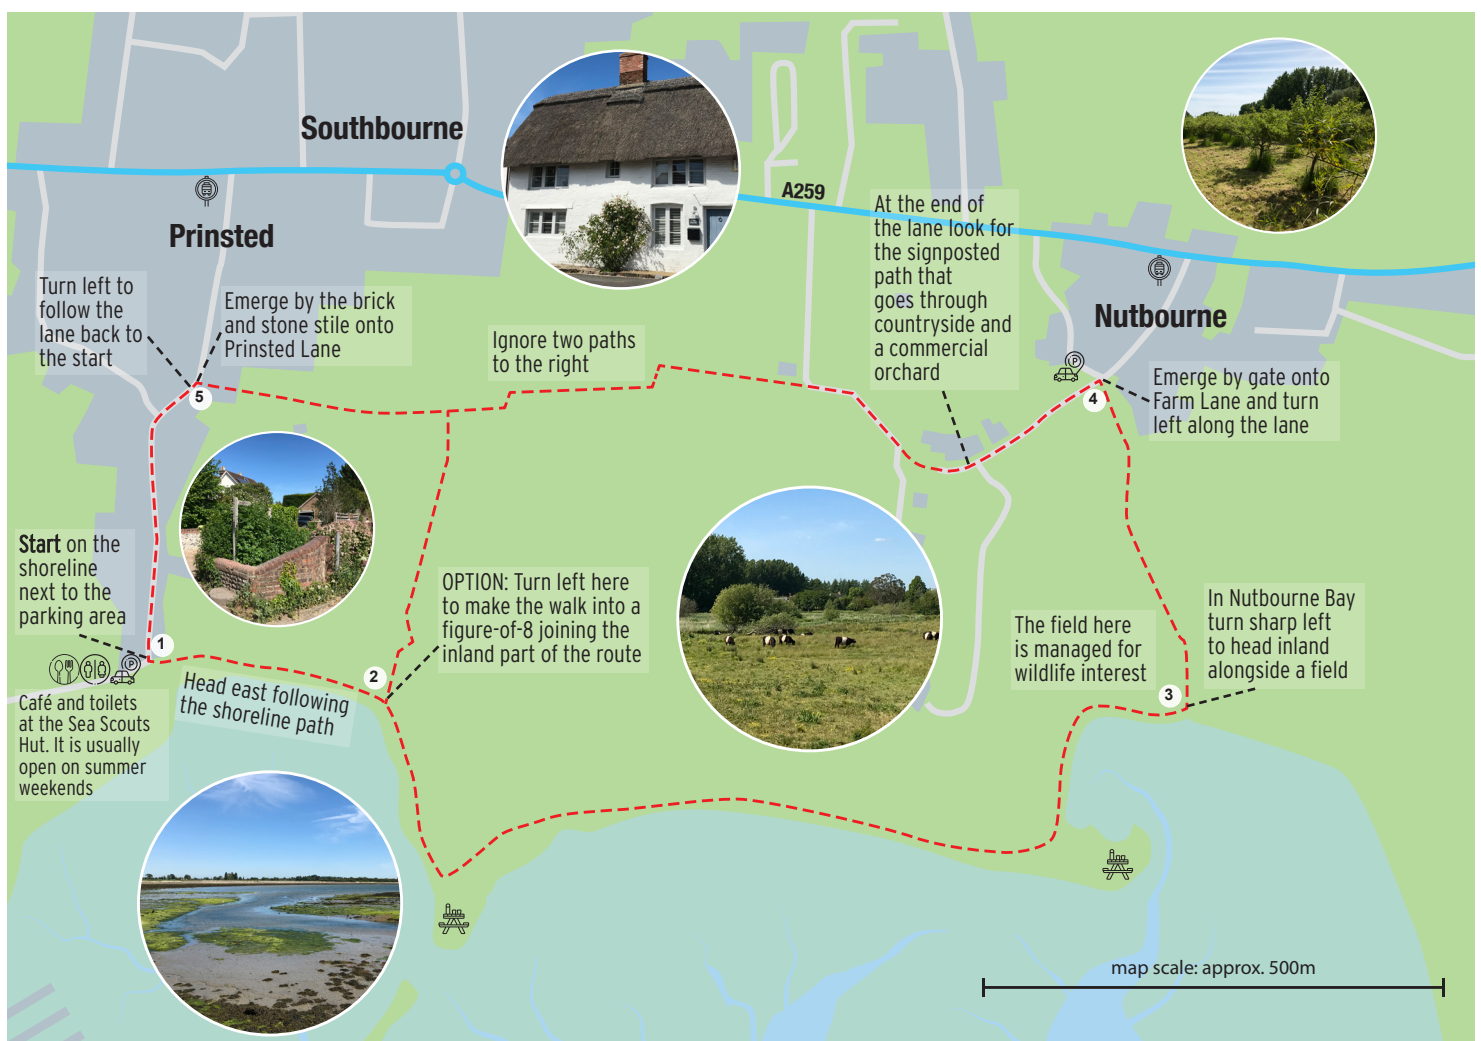 Southbourne
A259
Prinsted
Nutbourne
At the end of
the lane look for
the signposted
path that
goes through
countryside and
a commercial
orchard
Turn left to
follow the
lane back to
the start
Emerge by the brick
and stone stile onto
Prinsted Lane
Ignore two paths
to the right
P
Emerge by gate onto
Farm Lane and turn
left along the lane
5
4
Start on the
shoreline
next to the
parking area
1
P
OPTION: Turn left here
to make the walk into a
figure-of-8 joining the
inland part of the route
2
Head east following
the shoreline path
The field here
is managed for
wildlife interest
In Nutbourne Bay
turn sharp left
to head inland
alongside a field
3
Café and toilets
at the Sea Scouts
Hut. It is usually
open on summer
weekends
map scale: approx. 500m